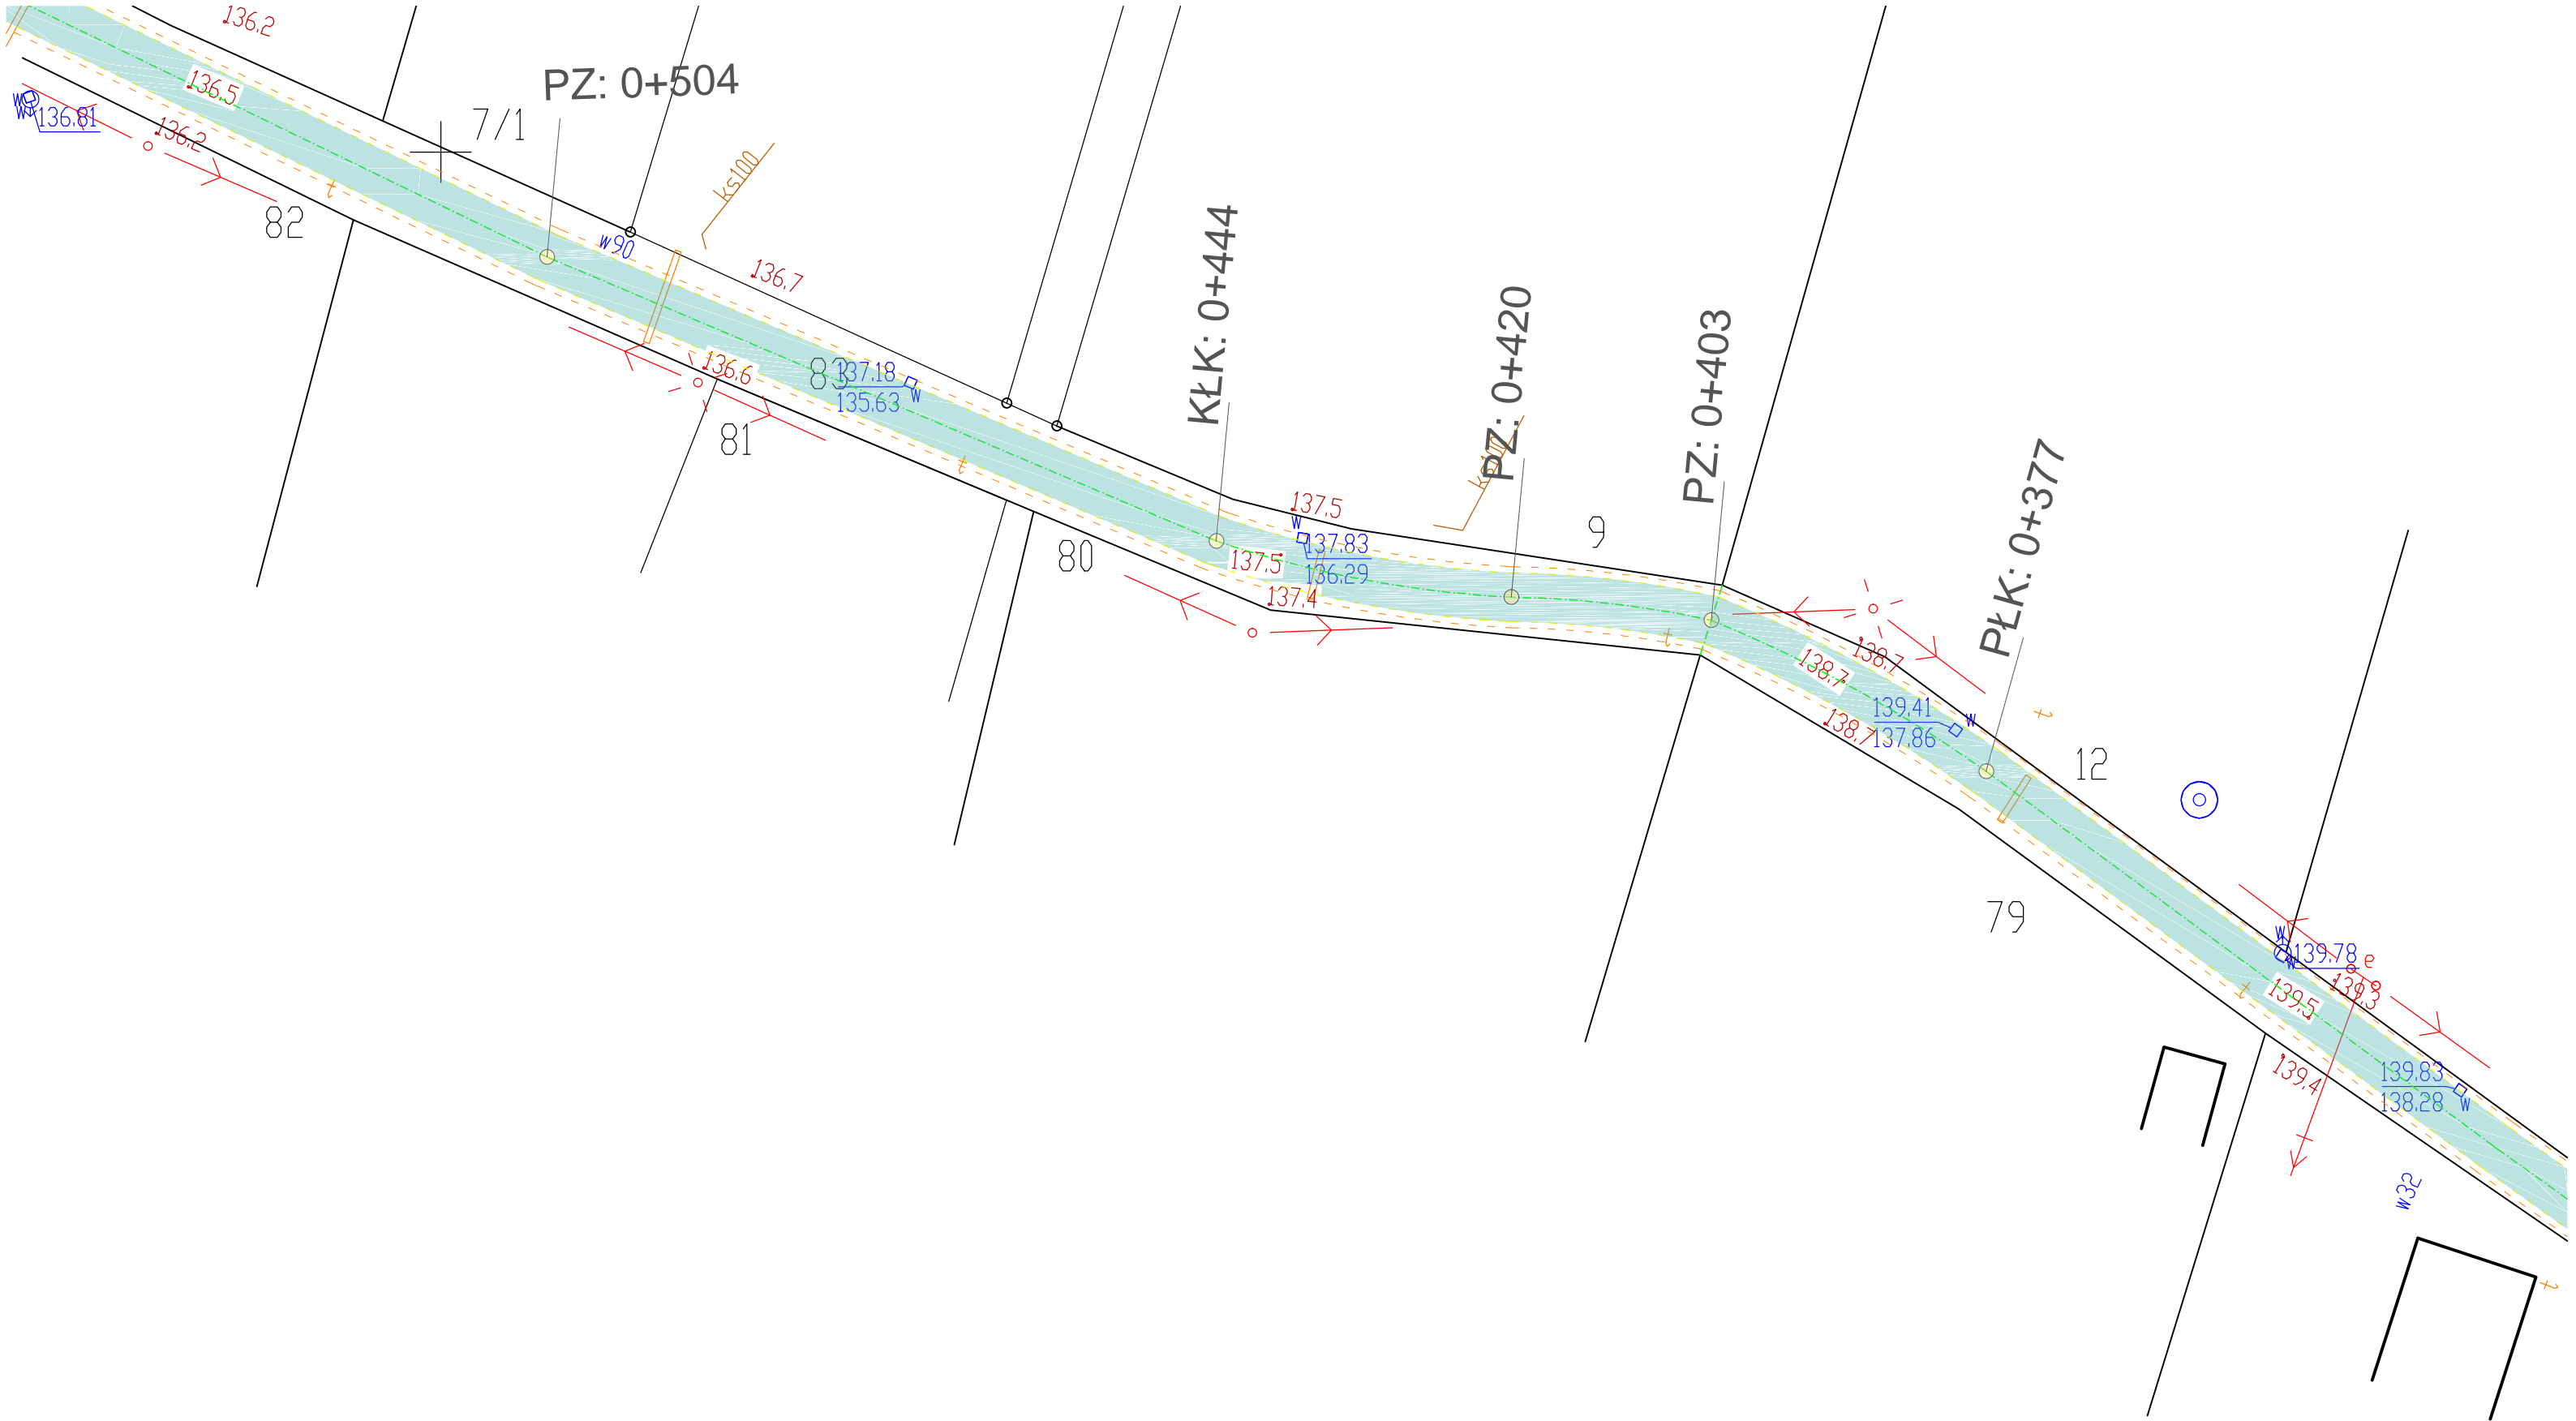 136.2
PZ: 0+504
136.5
W
W
136.81
7/1
136.2
ks100
t
82
w90
136.7
KŁK: 0+444
PZ: 0+420
PZ: 0+403
136.6
83
137.18
135.63
W
81
t
PŁK: 0+377
ks100
137.5
W
9
137.83
80
137.5
136.29
137.4
t
138.7
138.7
139.41
W
t
138.7
137.86
12
79
W
139.78
e
W
139.3
139.5
t
139.4
139.83
138.28
W
w32
t